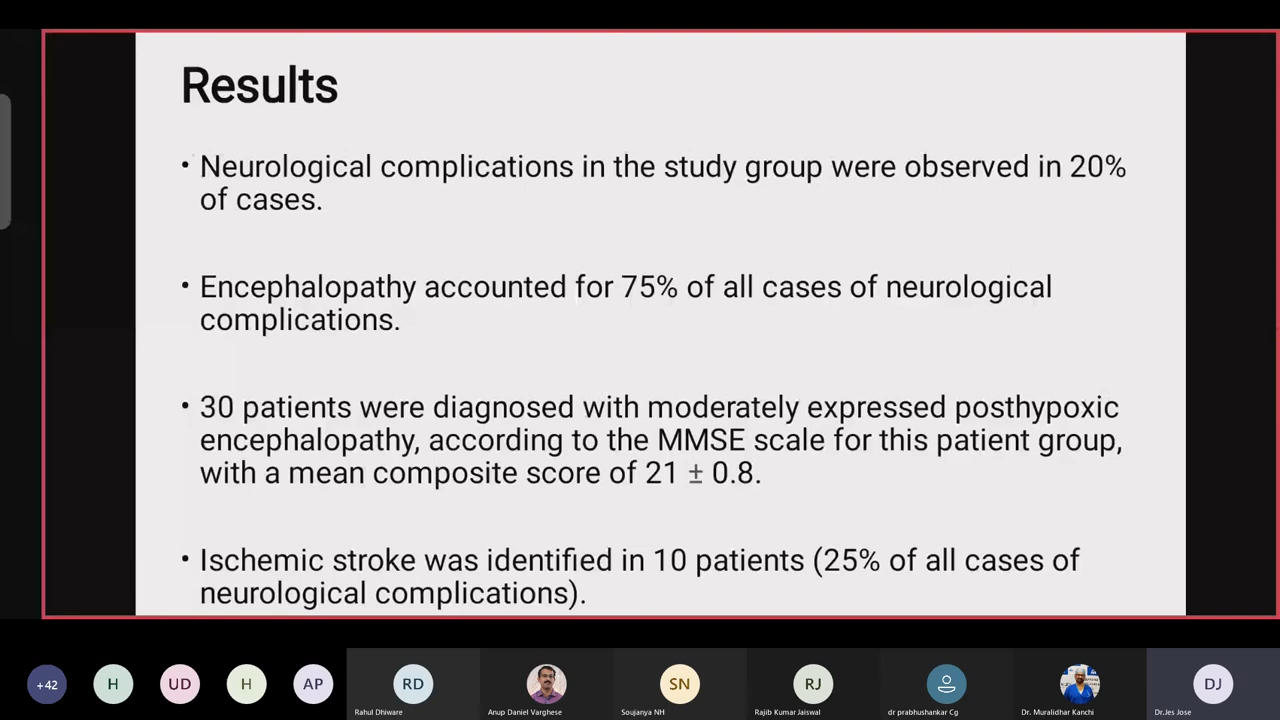 Results
• Neurological complications in the study group were observed in 20%
of cases.
• Encephalopathy accounted for 75% of all cases of neurological
complications.
• 30 patients were diagnosed with moderately expressed posthypoxic
encephalopathy, according to the MMSE scale for this patient group,
with a mean composite score of 21 ± 0.8.
• Ischemic stroke was identified in 10 patients (25% of all cases of
neurological complications).
+42 H UD H AP RD SN RJ DJ
Rahul Dhiware Anup Daniel Varghese Soujanya NH Rajib Kumar Jaiswal dr prabhushankar Cg Dr. Muralidhar Kanchi Dr.Jes Jose